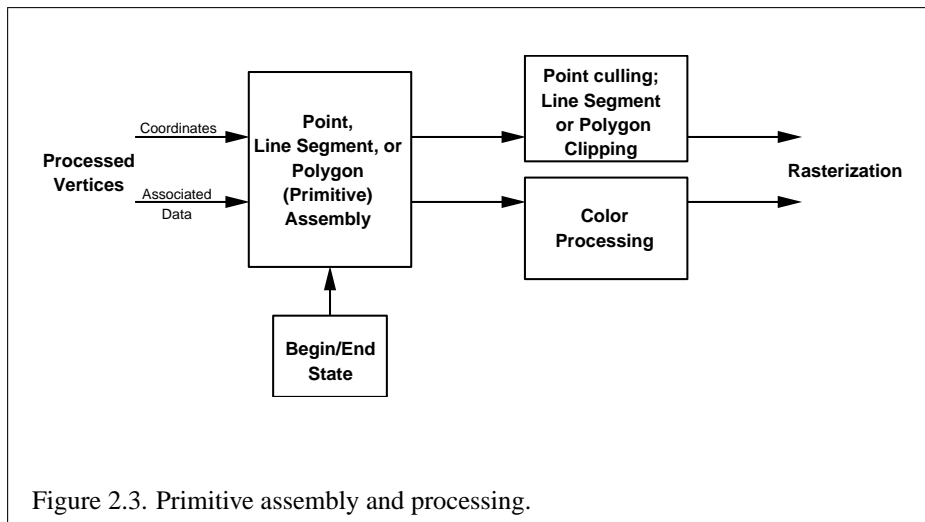 Coordinates
Processed
Vertices
Associated
Data
Point,
Line Segment, or
Polygon
(Primitive)
Assembly
Begin/End
State
Point culling;
Line Segment
or Polygon
Clipping
Color
Processing
Rasterization
Figure 2.3. Primitive assembly and processing.